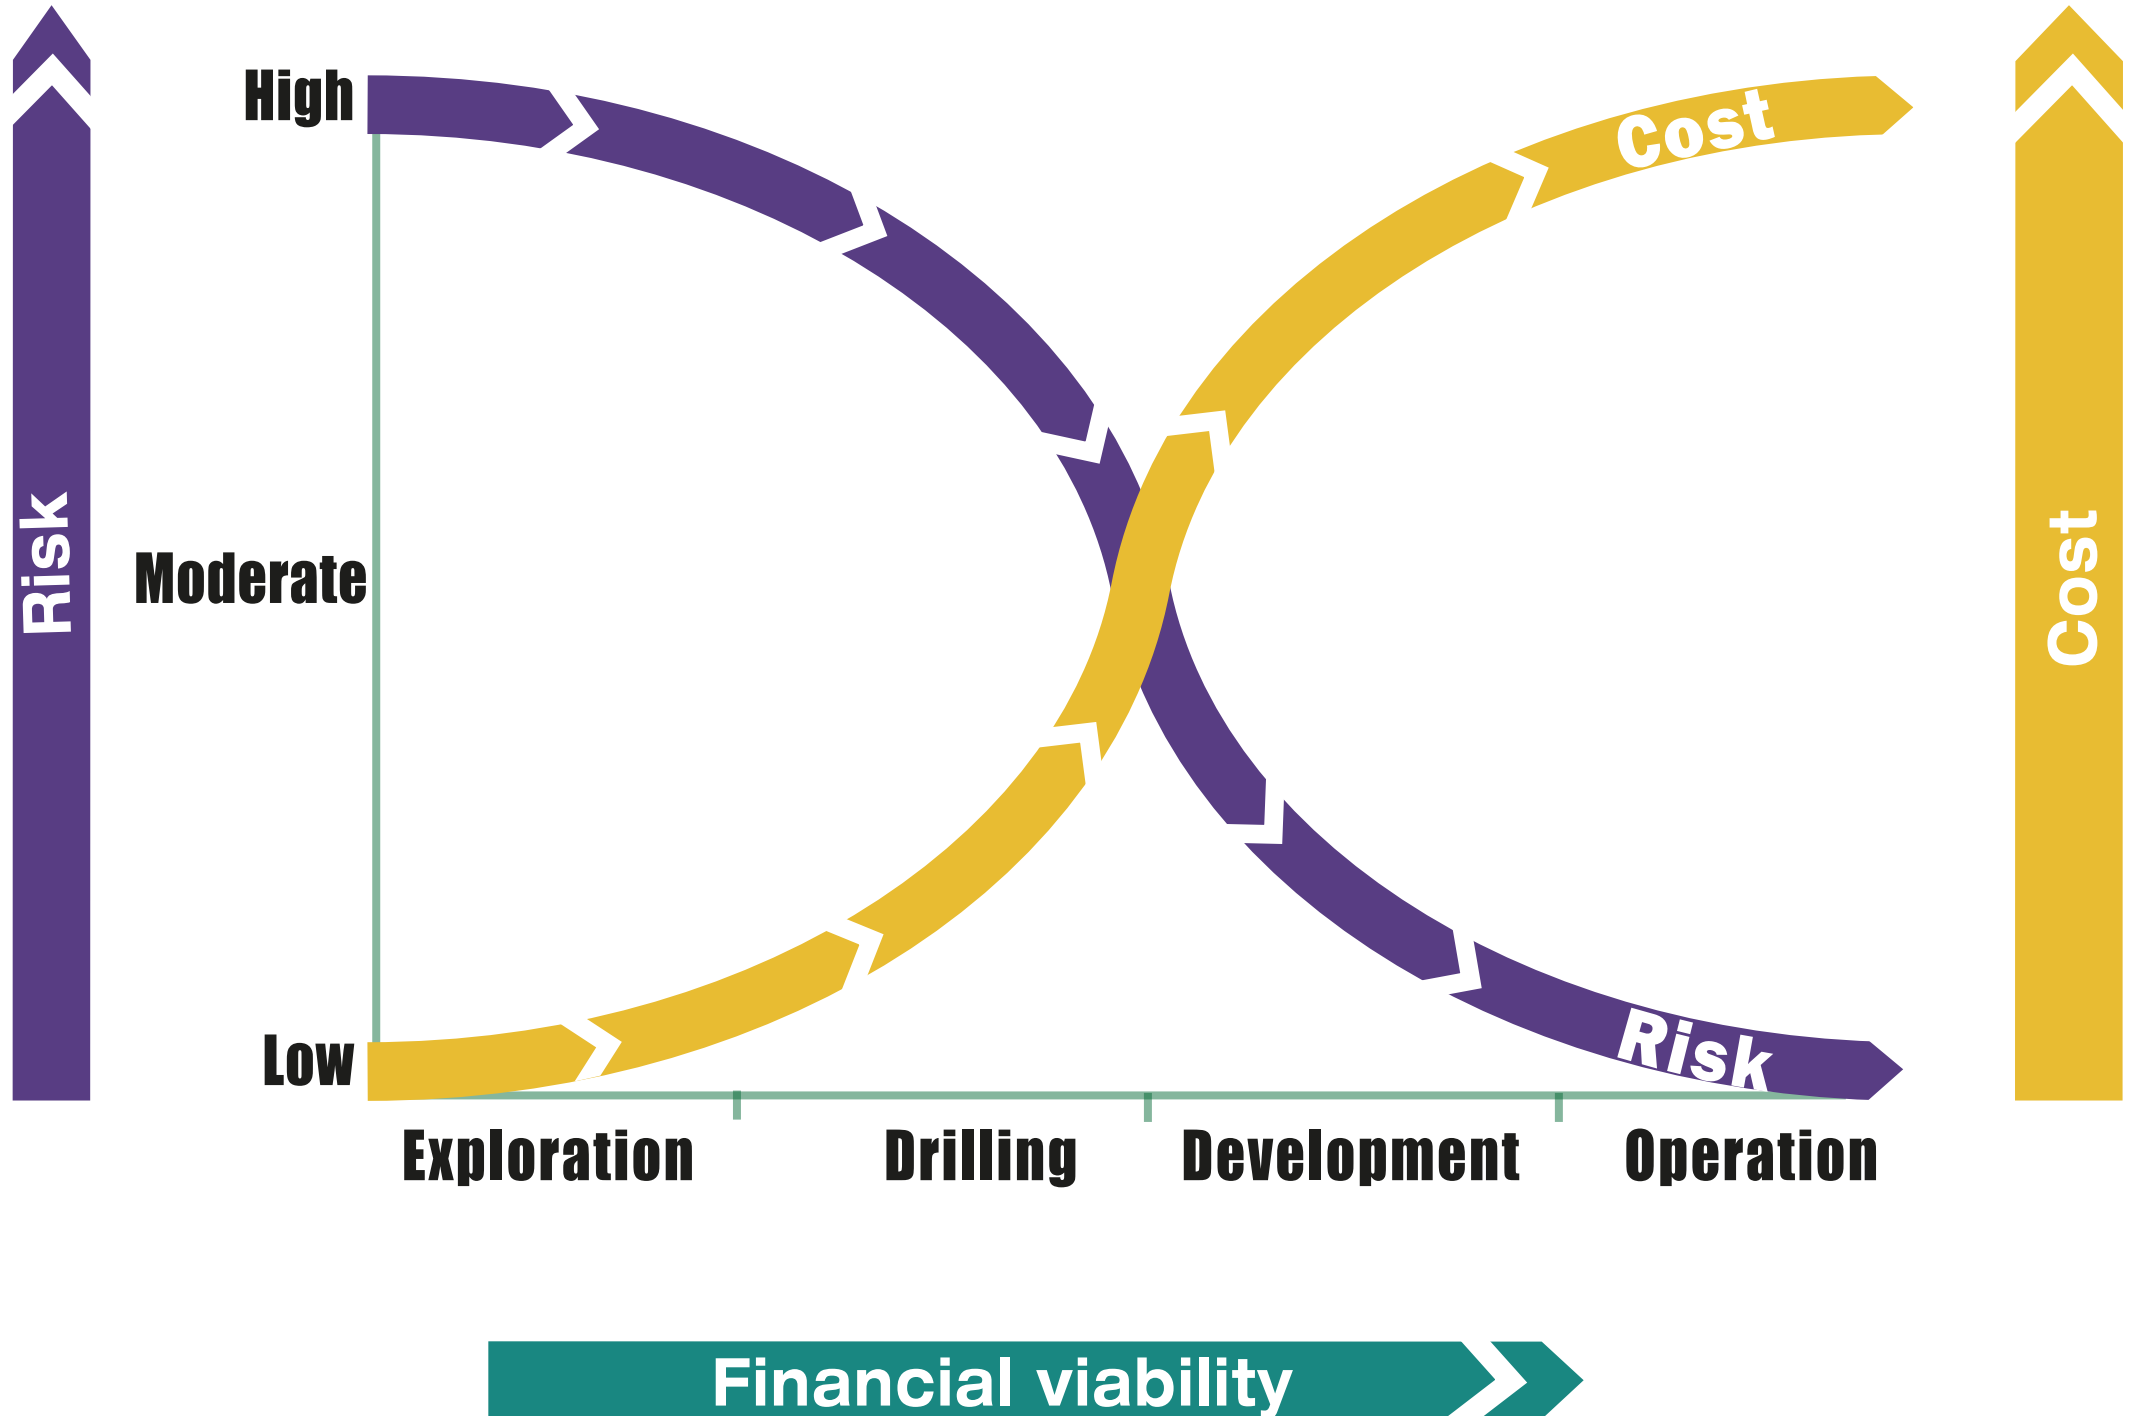 High
Cost
Risk
Moderate
Cost
Low
Risk
Exploration
Drilling
Development
Operation
Financial viability